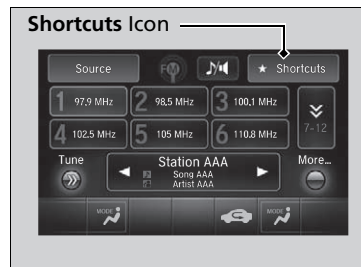 Shortcuts Icon
Source FM Shortcuts
1 97.9 MHz 2 98.5 MHz 3 100.1 MHz
4 102.5 MHz 5 105 MHz 6 110.8 MHz 7-12
Tune Station AAA More...
Song AAA
Artist AAA
MODE MODE